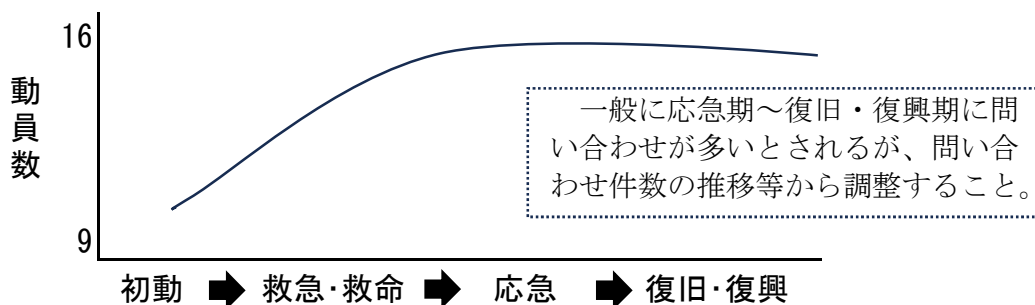 16
動員数
9
一般に応急期～復旧・復興期に問
い合わせが多いとされるが、問い合
わせ件数の推移等から調整すること。
初動 ➡ 救急・救命 ➡ 応急 ➡ 復旧・復興